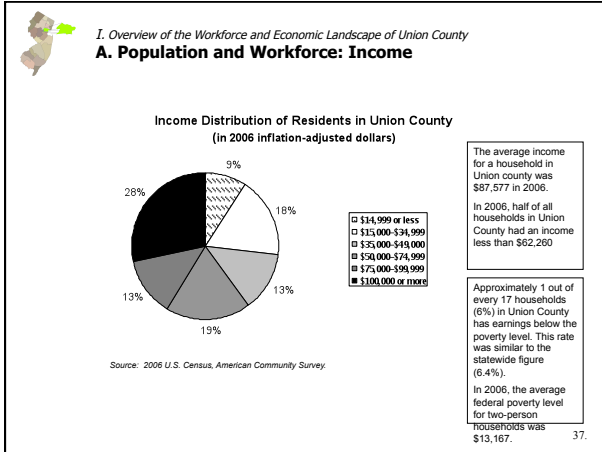 I. Overview of the Workforce and Economic Landscape of Union County
A. Population and Workforce: Income
Income Distribution of Residents in Union County
(in 2006 inflation-adjusted dollars)
9%
18%
13%
19%
13%
28%
$14,999 or less
$15,000-$34,999
$35,000-$49,000
$50,000-$74,999
$75,000-$99,999
$100,000 or more
Source: 2006 U.S. Census, American Community Survey.
The average income
for a household in
Union county was
$87,577 in 2006.
In 2006, half of all
households in Union
County had an income
less than $62,260
Approximately 1 out of
every 17 households
(6%) in Union County
has earnings below the
poverty level. This rate
was similar to the
statewide figure
(6.4%).
In 2006, the average
federal poverty level
for two-person
households was
$13,167.
37.